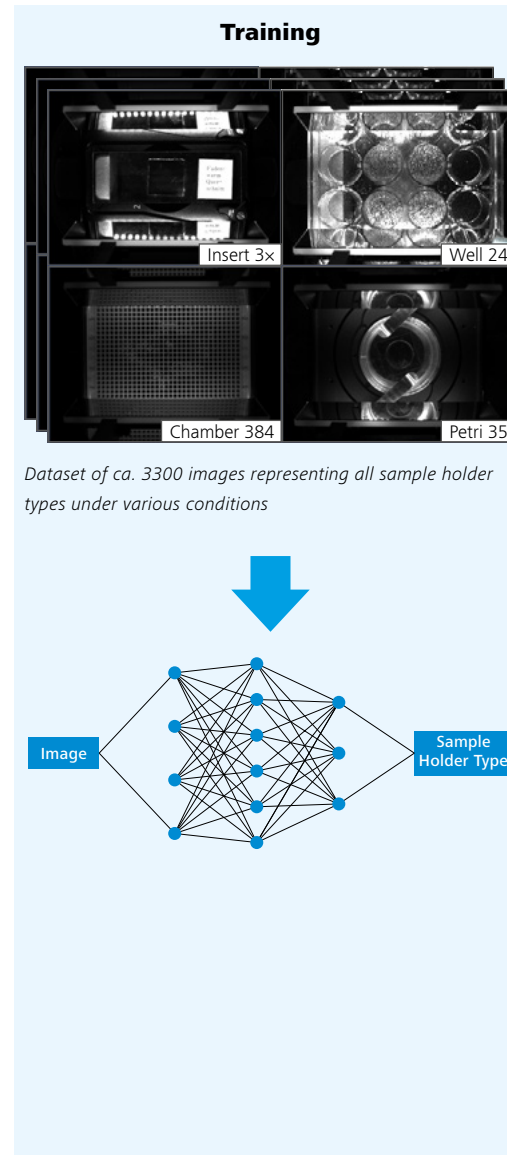 Training
Insert 3×
Well 24
Chamber 384
Petri 35
Dataset of ca. 3300 images representing all sample holder
types under various conditions
Image
Sample
Holder Type